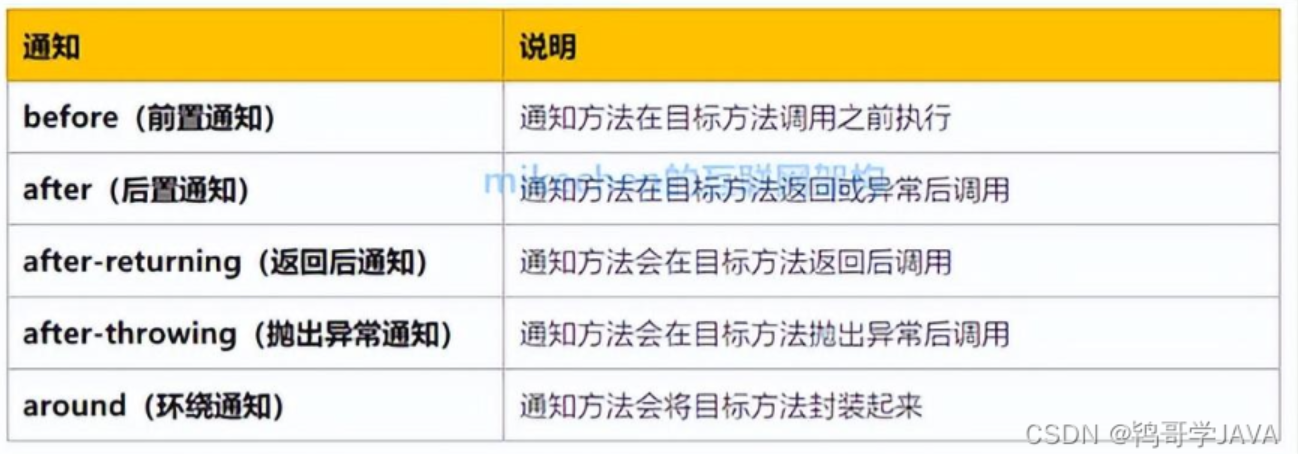 通知 说明
before（前置通知） 通知方法在目标方法调用之前执行
mikechen的互联网架构
after（后置通知） 通知方法在目标方法返回或异常后调用
after-returning（返回后通知） 通知方法会在目标方法返回后调用
after-throwing（抛出异常通知） 通知方法会在目标方法抛出异常后调用
around（环绕通知） 通知方法会将目标方法封装起来
CSDN @鸨哥学JAVA